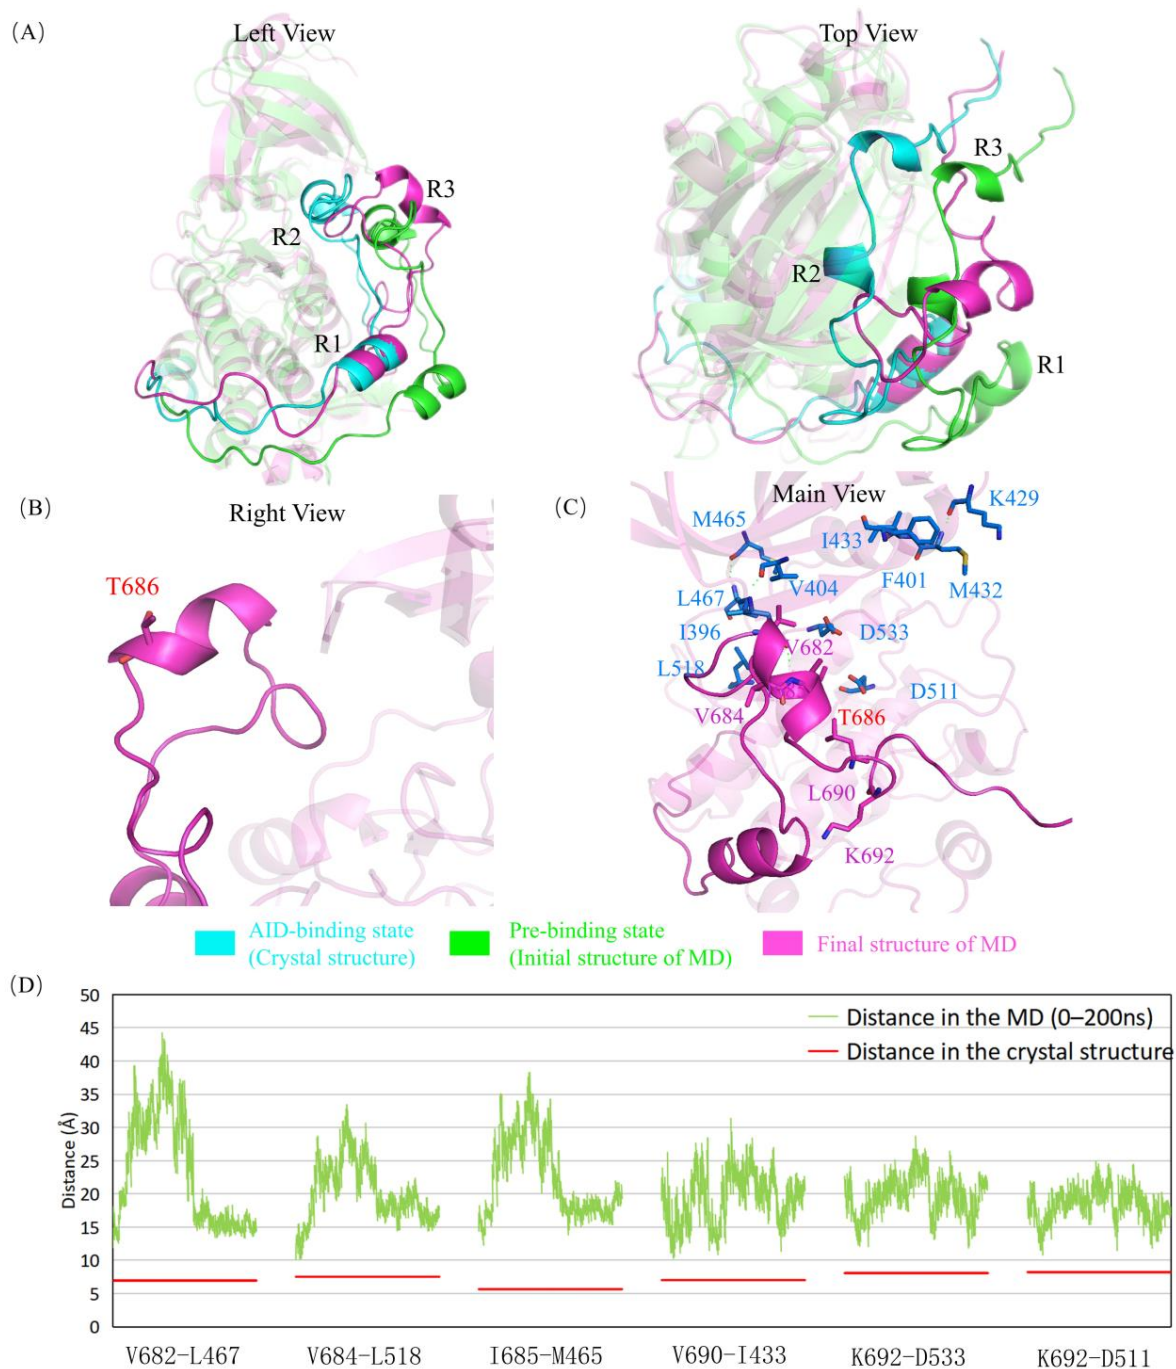 (A)
Left View
Top View
R3
R2
R1
R3
R2
R1
(B)
Right View
T686
(C)
Main View
K429
M465
I433
V404
F401
M432
L467
I396
V682
D533
L518
D511
V684
T686
L690
K692
AID-binding state
(Crystal structure)
Pre-binding state
(Initial structure of MD)
Final structure of MD
(D)
50
45
40
35
30
25
20
15
10
5
0
Distance (Å)
Distance in the MD (0–200ns)
Distance in the crystal structure
V682-L467
V684-L518
I685-M465
V690-I433
K692-D533
K692-D511